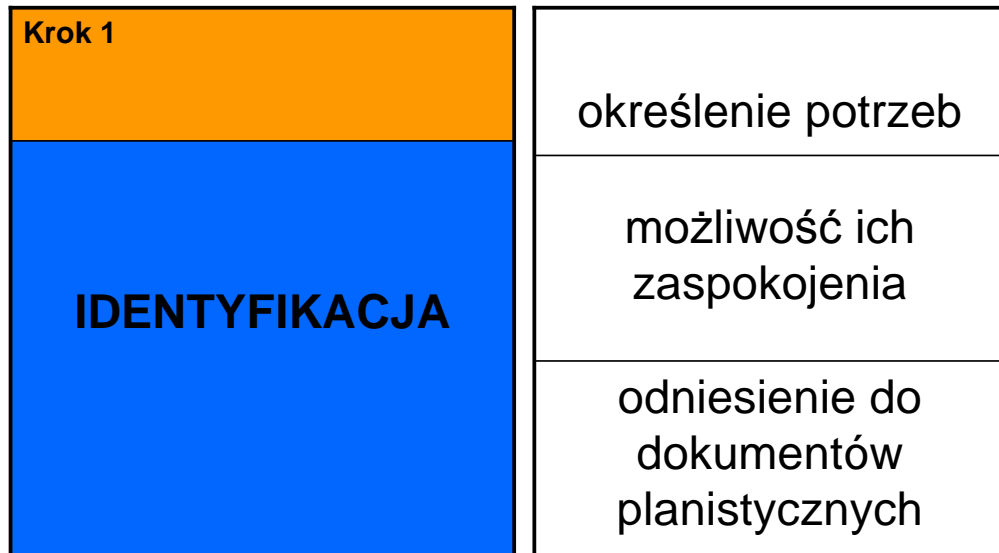 Krok 1
IDENTYFIKACJA
określenie potrzeb
możliwość ich
zaspokojenia
odniesienie do
dokumentów
planistycznych